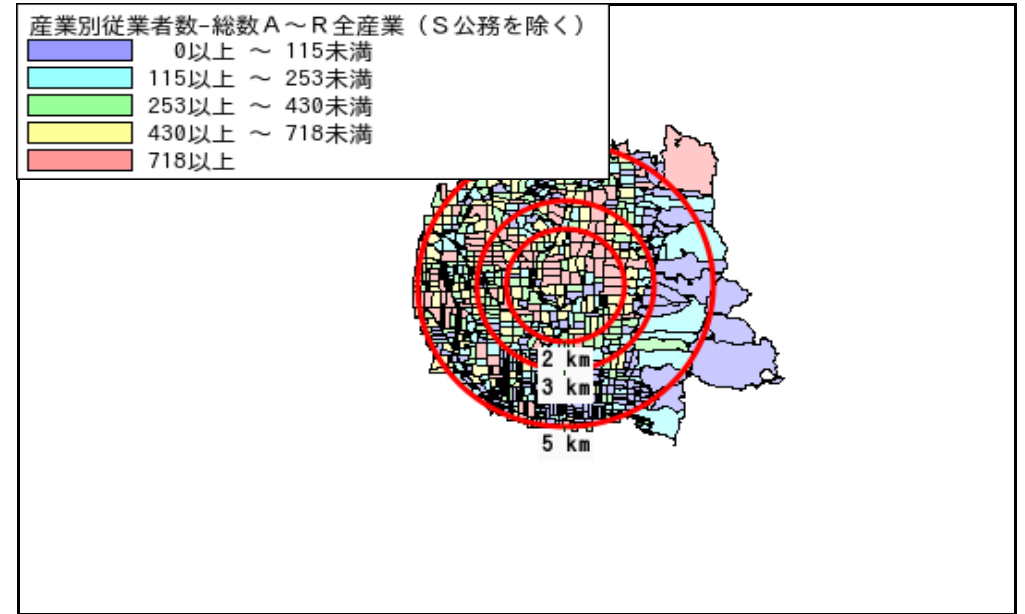 産業別従業者数−総数Ａ～Ｒ全産業（Ｓ公務を除く）
0以上 ～ 115未満
115以上 ～ 253未満
253以上 ～ 430未満
430以上 ～ 718未満
718以上
2 km
3 km
5 km